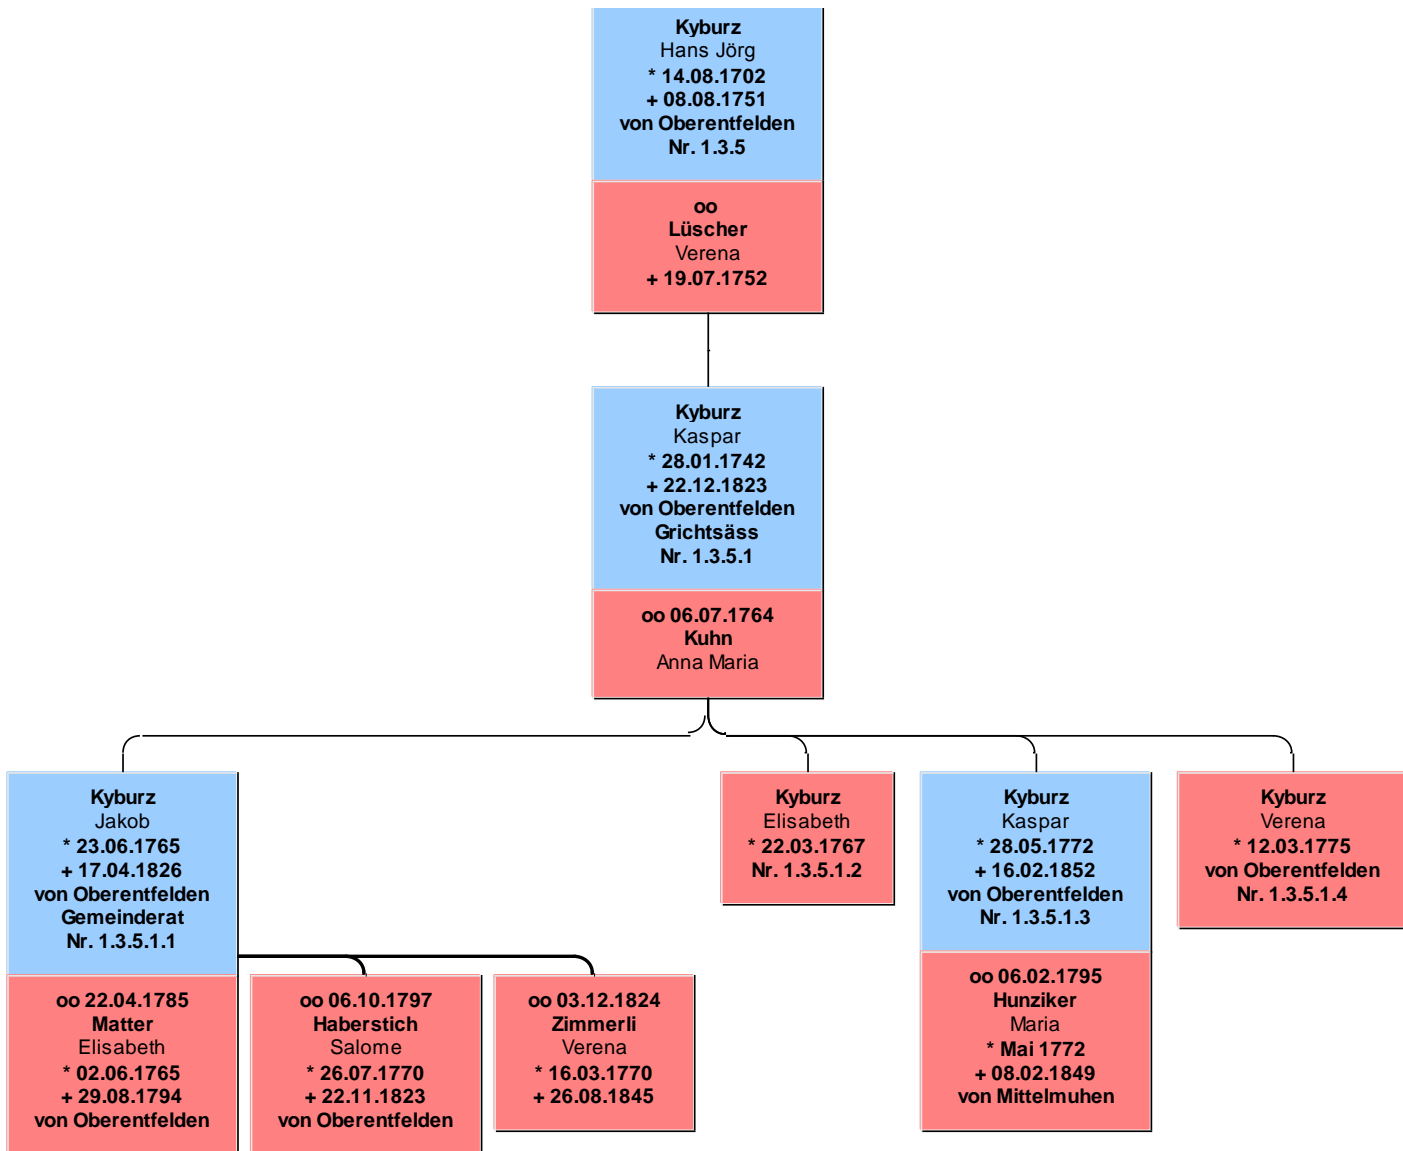 Kyburz
Hans Jörg
* 14.08.1702
+ 08.08.1751
von Oberentfelden
Nr. 1.3.5
oo
Lüscher
Verena
+ 19.07.1752
Kyburz
Kaspar
* 28.01.1742
+ 22.12.1823
von Oberentfelden
Grichtsäss
Nr. 1.3.5.1
oo 06.07.1764
Kuhn
Anna Maria
Kyburz
Jakob
* 23.06.1765
+ 17.04.1826
von Oberentfelden
Gemeinderat
Nr. 1.3.5.1.1
oo 22.04.1785
Matter
Elisabeth
* 02.06.1765
+ 29.08.1794
von Oberentfelden
oo 06.10.1797
Haberstich
Salome
* 26.07.1770
+ 22.11.1823
von Oberentfelden
oo 03.12.1824
Zimmerli
Verena
* 16.03.1770
+ 26.08.1845
Kyburz
Elisabeth
* 22.03.1767
Nr. 1.3.5.1.2
Kyburz
Kaspar
* 28.05.1772
+ 16.02.1852
von Oberentfelden
Nr. 1.3.5.1.3
oo 06.02.1795
Hunziker
Maria
* Mai 1772
+ 08.02.1849
von Mittelmuhen
Kyburz
Verena
* 12.03.1775
von Oberentfelden
Nr. 1.3.5.1.4